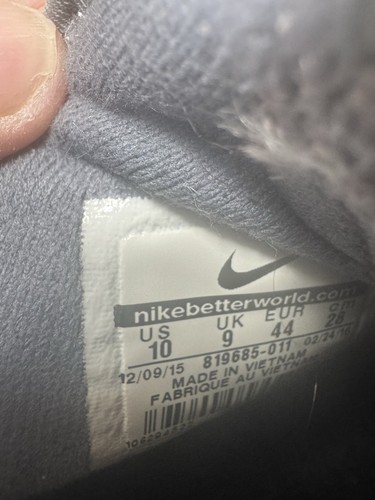 nikebetterworld.com
US UK EUR
10 9 44 28
12/09/15 819685-011 02/24
MADE IN VIETNAM
FABRIQUE AU VIETNAM